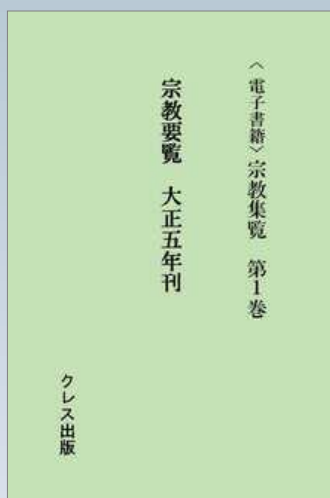 〈電子書籍〉宗教集覧　第1巻
宗教要覧　大正五年刊
クレス出版